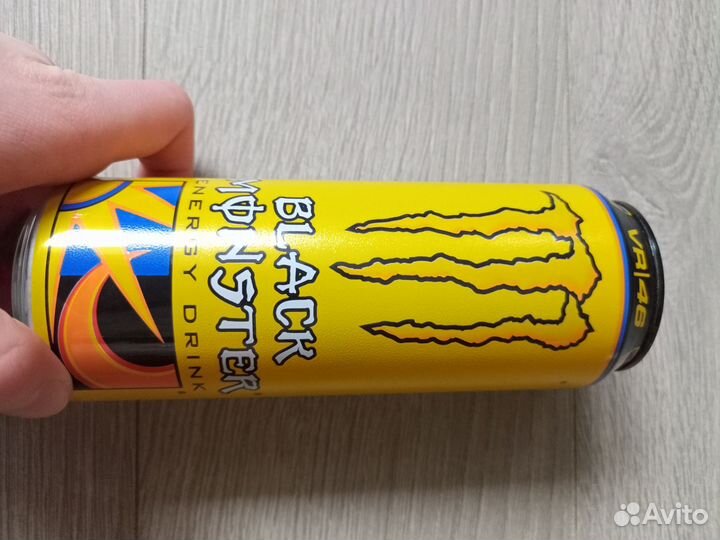 VR|46
BLACK
MONSTER
ENERGY DRINK
Avito